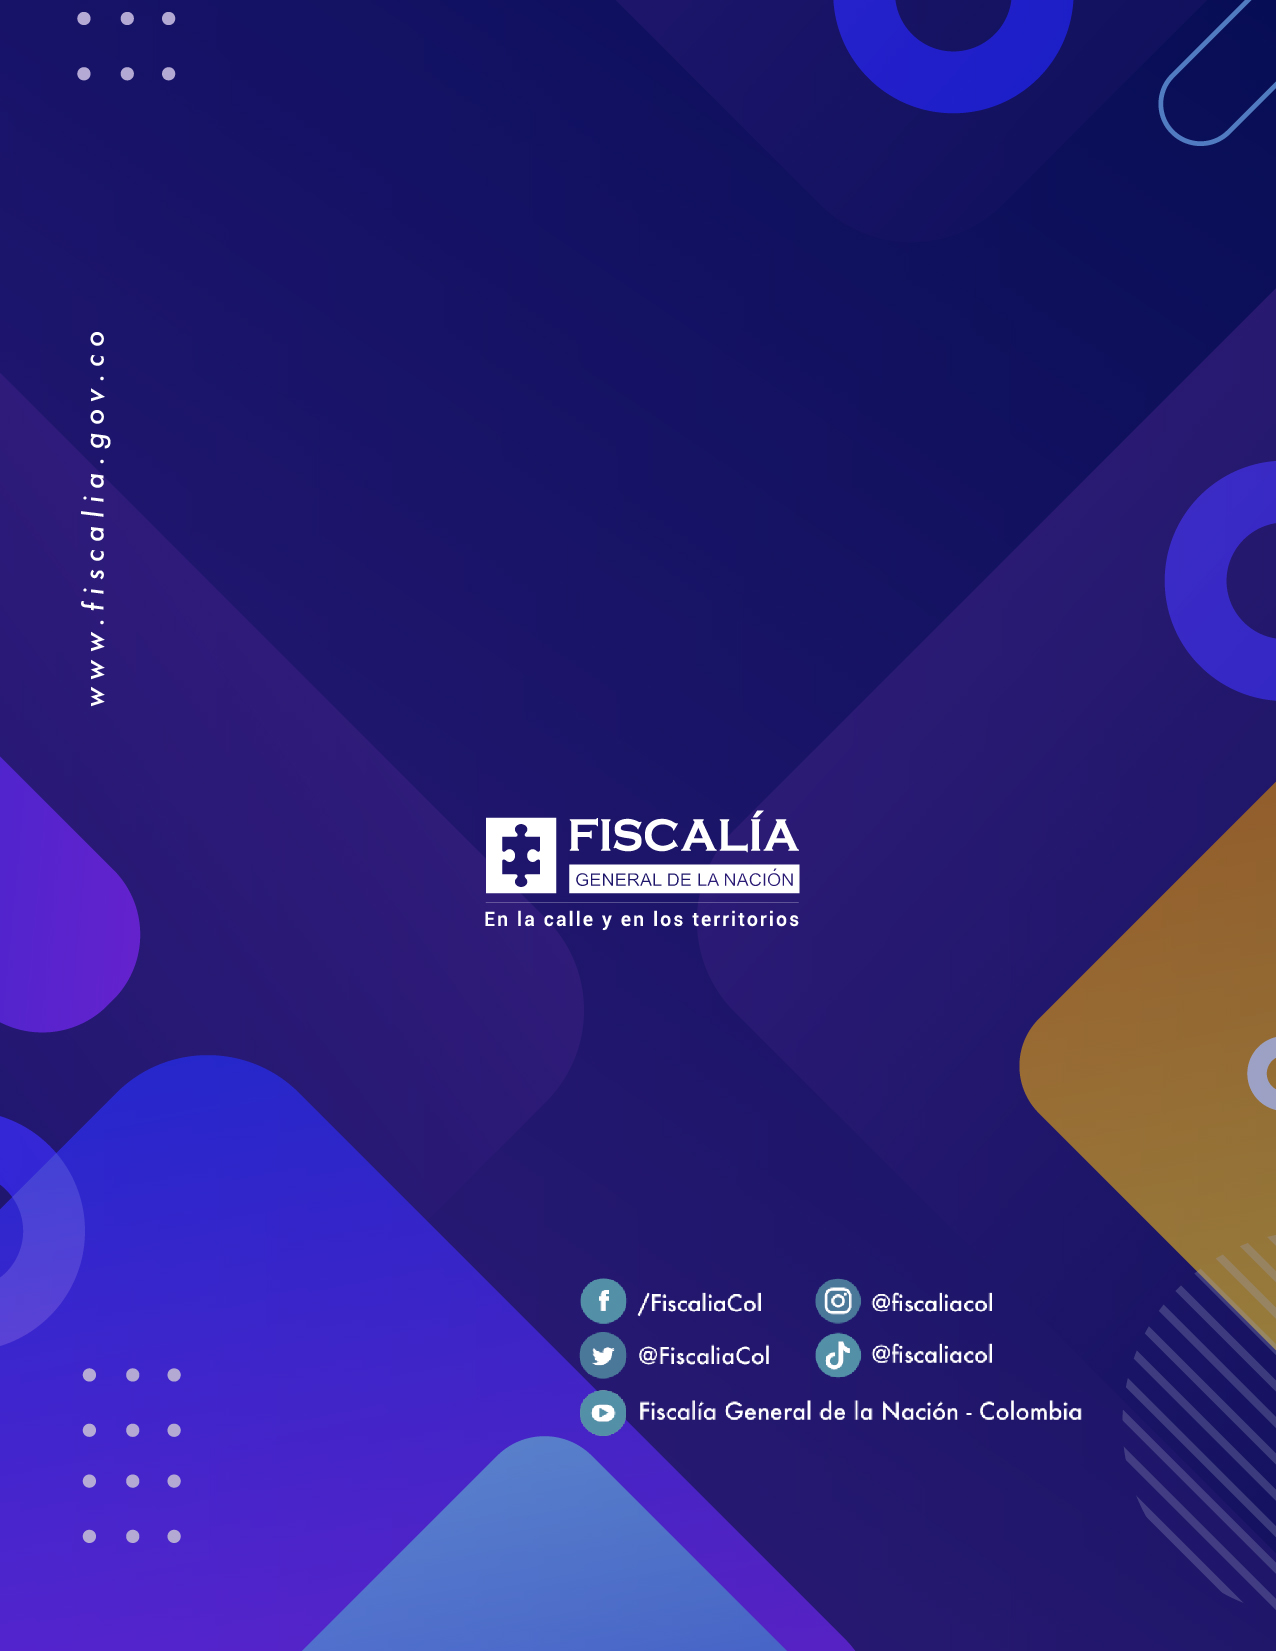 www.fiscalia.gov.co
FISCALÍA
GENERAL DE LA NACIÓN
En la calle y en los territorios
/FiscaliaCol
@fiscaliacol
@FiscaliaCol
@fiscaliacol
Fiscalía General de la Nación - Colombia